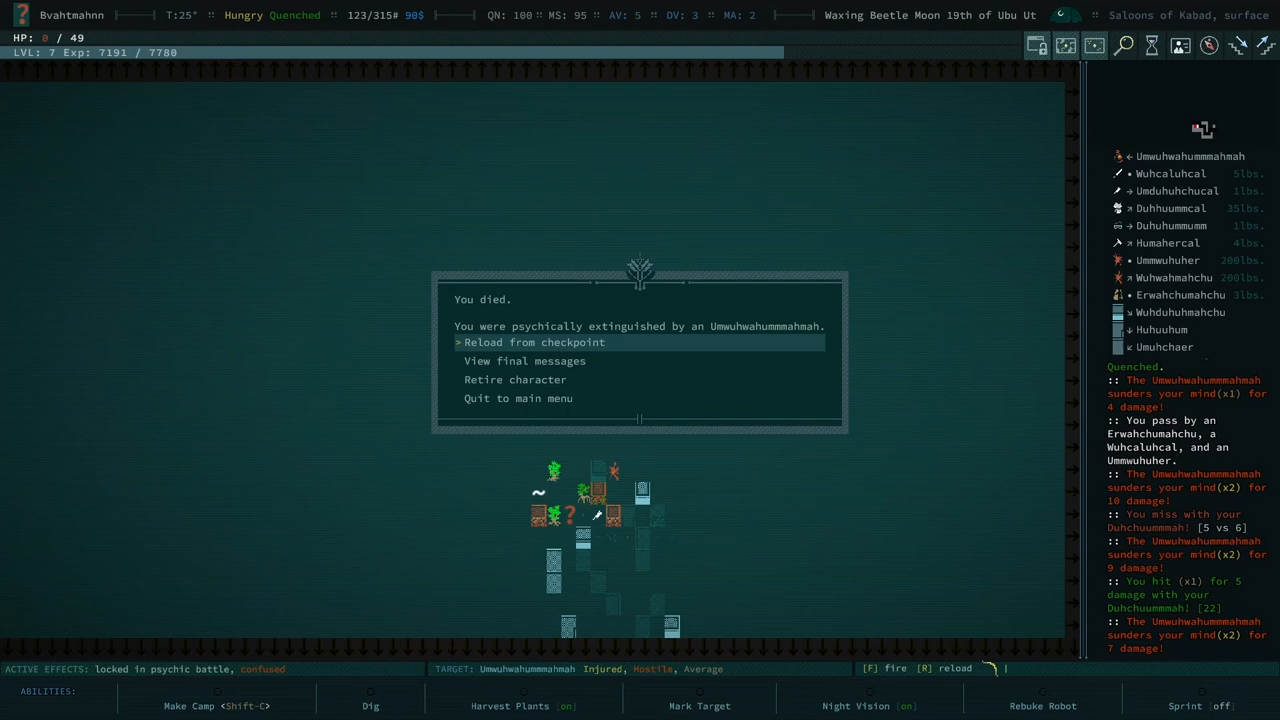 Bvahtmahnn T:25° :: Hungry Quenched :: 123/315# 90$ QN: 100 :: MS: 95 :: AV: 5 :: DV: 3 :: MA: 2 Waxing Beetle Moon 19th of Ubu Ut :: Saloons of Kabad, surface
HP: 0 / 49
LVL: 7 Exp: 7191 / 7780
You died.
You were psychically extinguished by an Umwuhwahummmahmah.
> Reload from checkpoint
View final messages
Retire character
Quit to main menu
← Umwuhwahummmahmah
• Wuhcaluhcal 5lbs.
→ Umduhuhchucal 1lbs.
↗ Duhhuummcal 35lbs.
→ Duhuhummumm 1lbs.
↗ Humahercal 4lbs.
• Ummwuhuher 200lbs.
↗ Wuhwahmahchu 200lbs.
• Erwahchumahchu 3lbs.
↘ Wuhduhuhmahchu
↓ Huhuuhum
↙ Umuhchaer
Quenched.
:: The Umwuhwahummmahmah
sunders your mind(x1) for
4 damage!
:: You pass by an
Erwahchumahchu, a
Wuhcaluhcal, and an
Ummwuhuher.
:: The Umwuhwahummmahmah
sunders your mind(x2) for
10 damage!
:: You miss with your
Duhchuummmah! [5 vs 6]
:: The Umwuhwahummmahmah
sunders your mind(x2) for
9 damage!
:: You hit (x1) for 5
damage with your
Duhchuummmah! [22]
:: The Umwuhwahummmahmah
sunders your mind(x2) for
7 damage!
ACTIVE EFFECTS: locked in psychic battle, confused
TARGET: Umwuhwahummmahmah Injured, Hostile, Average
[F] fire [R] reload
ABILITIES: Make Camp <Shift-C> Dig Harvest Plants [on] Mark Target Night Vision [on] Rebuke Robot Sprint [off]